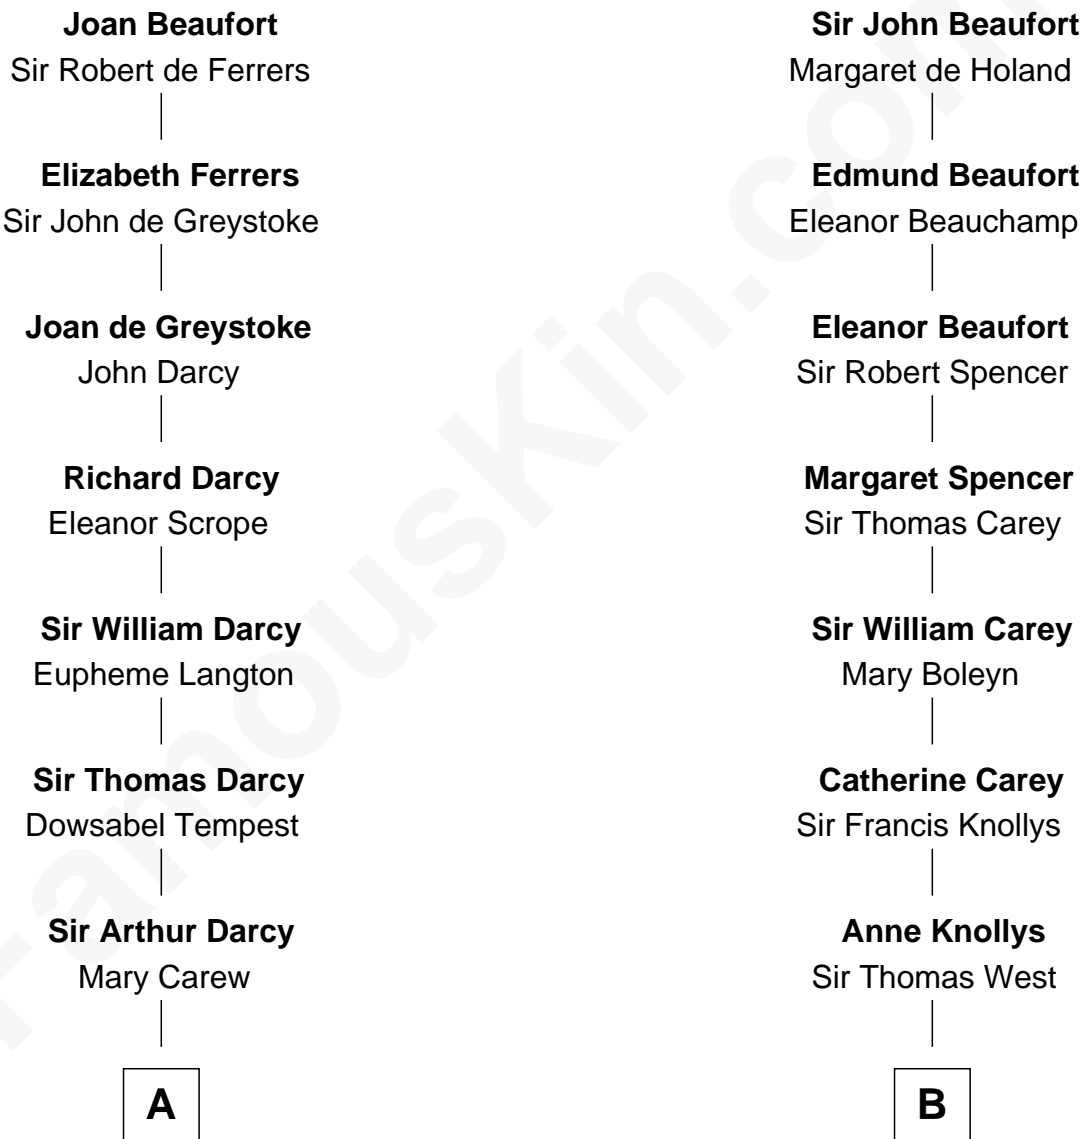 Joan Beaufort
Sir Robert de Ferrers
Elizabeth Ferrers
Sir John de Greystoke
Joan de Greystoke
John Darcy
Richard Darcy
Eleanor Scrope
Sir William Darcy
Eupheme Langton
Sir Thomas Darcy
Dowsabel Tempest
Sir Arthur Darcy
Mary Carew
A
Sir John Beaufort
Margaret de Holand
Edmund Beaufort
Eleanor Beauchamp
Eleanor Beaufort
Sir Robert Spencer
Margaret Spencer
Sir Thomas Carey
Sir William Carey
Mary Boleyn
Catherine Carey
Sir Francis Knollys
Anne Knollys
Sir Thomas West
B
FamousKin.com